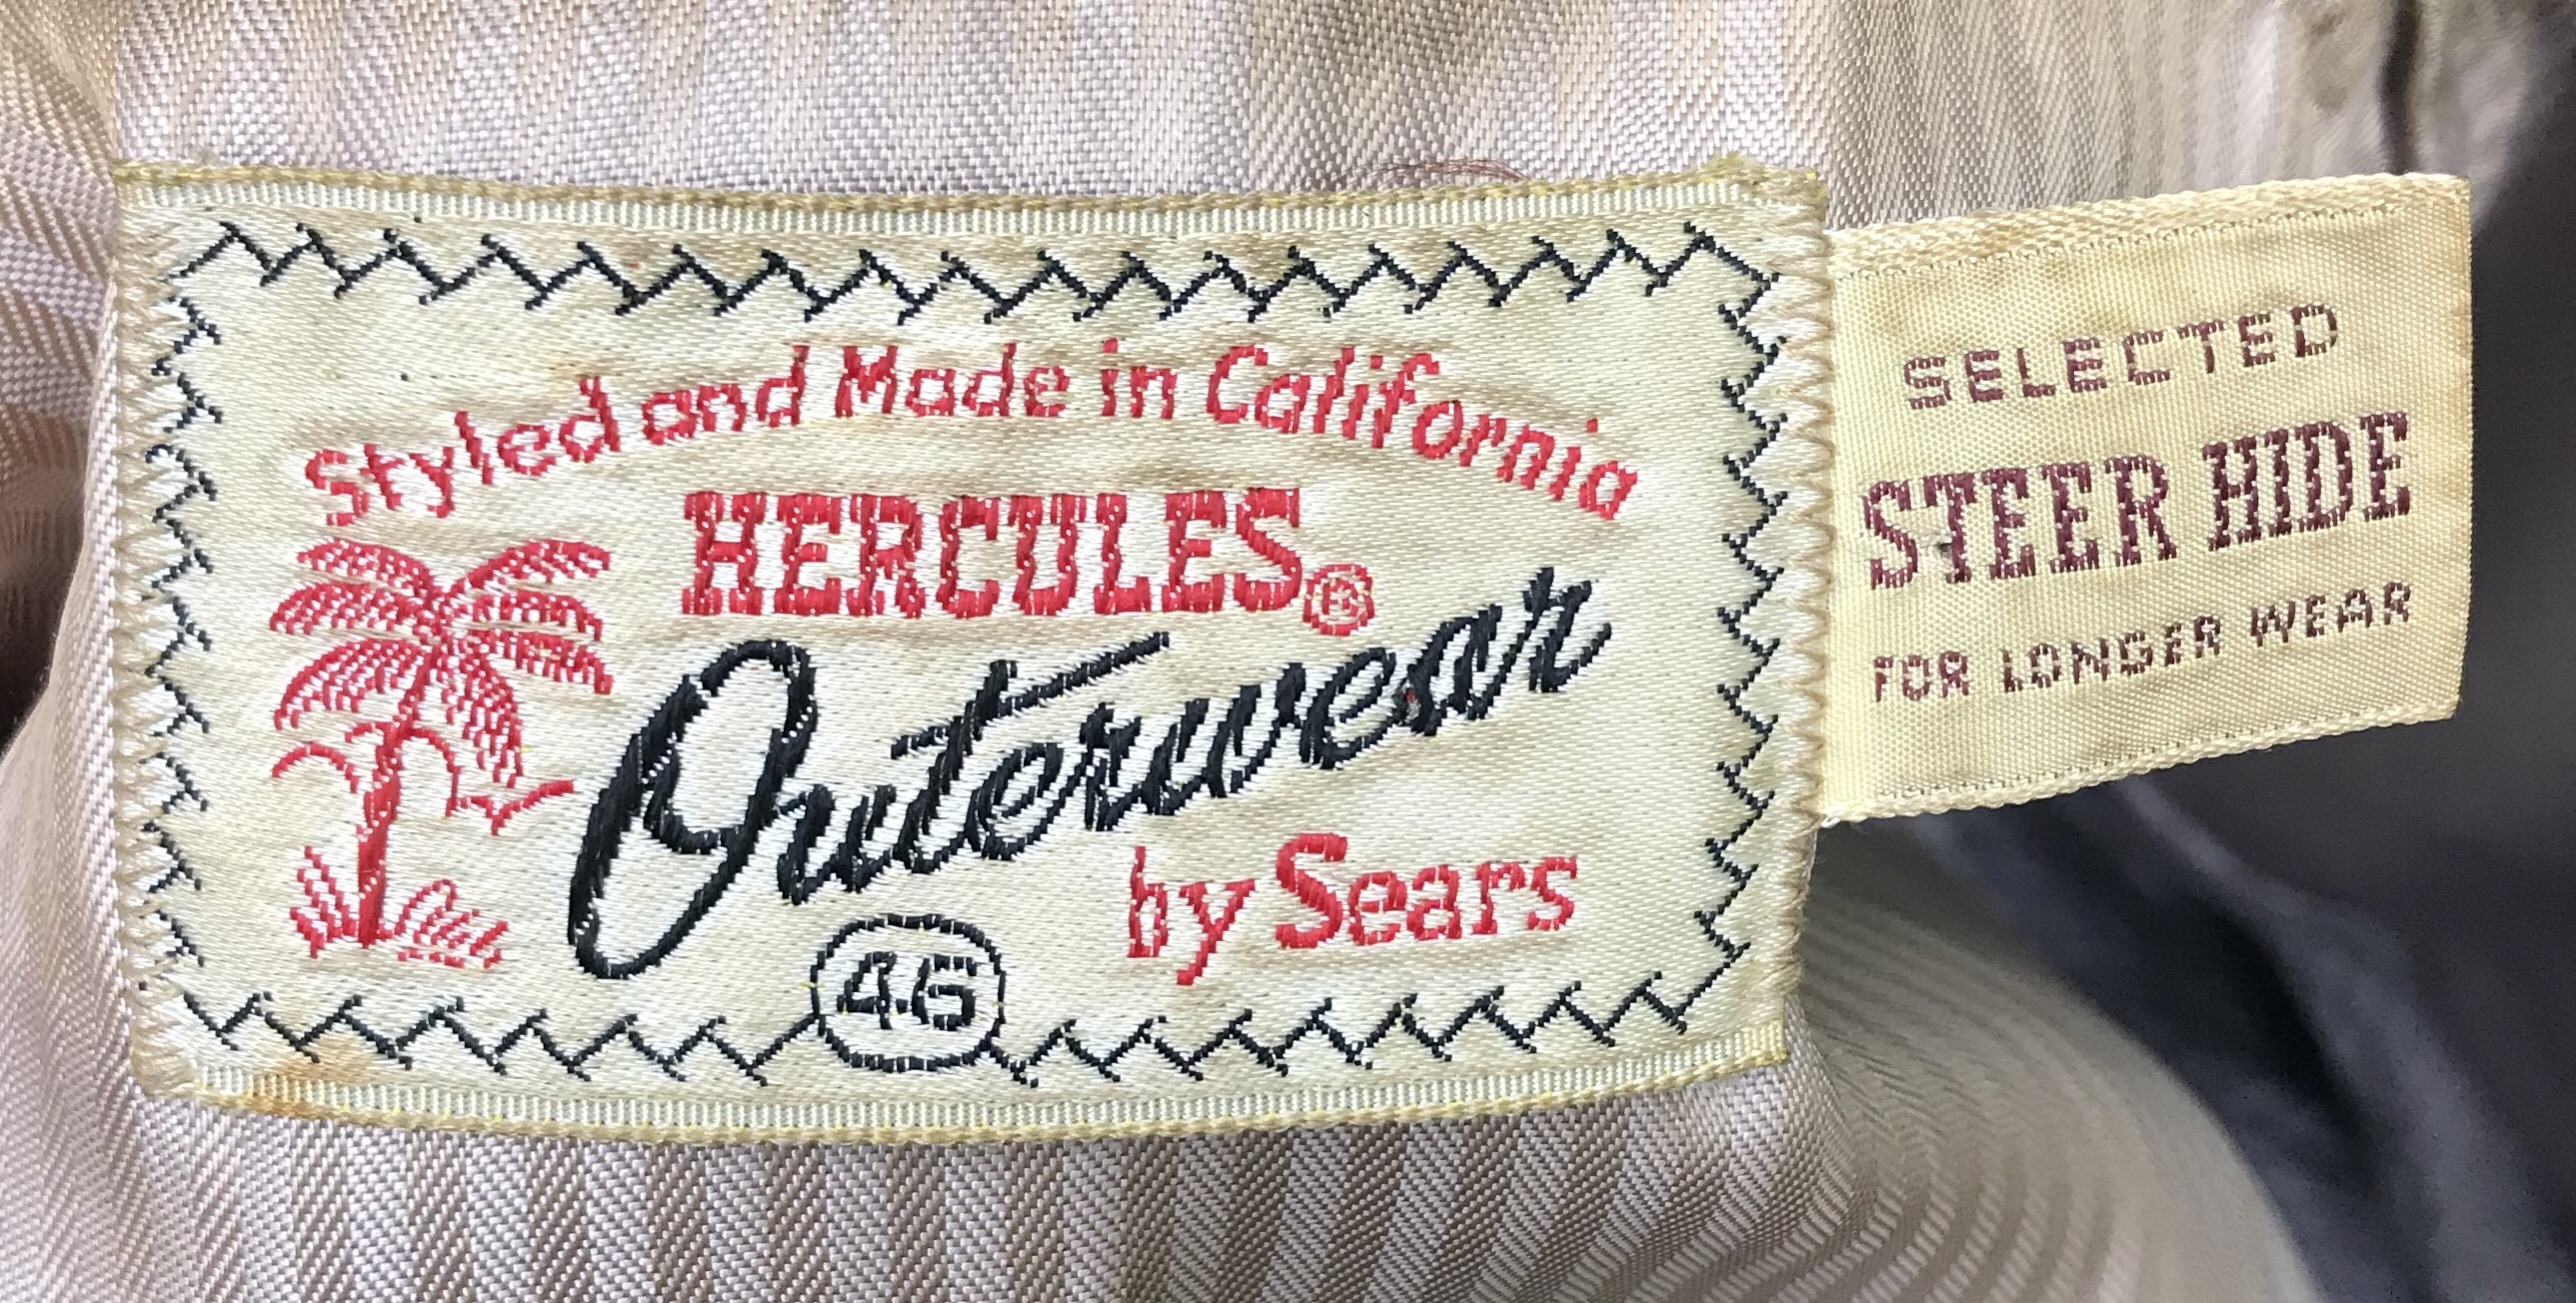 Styled and Made in California
HERCULES®
Outerwear
by Sears
46
SELECTED
STEER HIDE
FOR LONGER WEAR